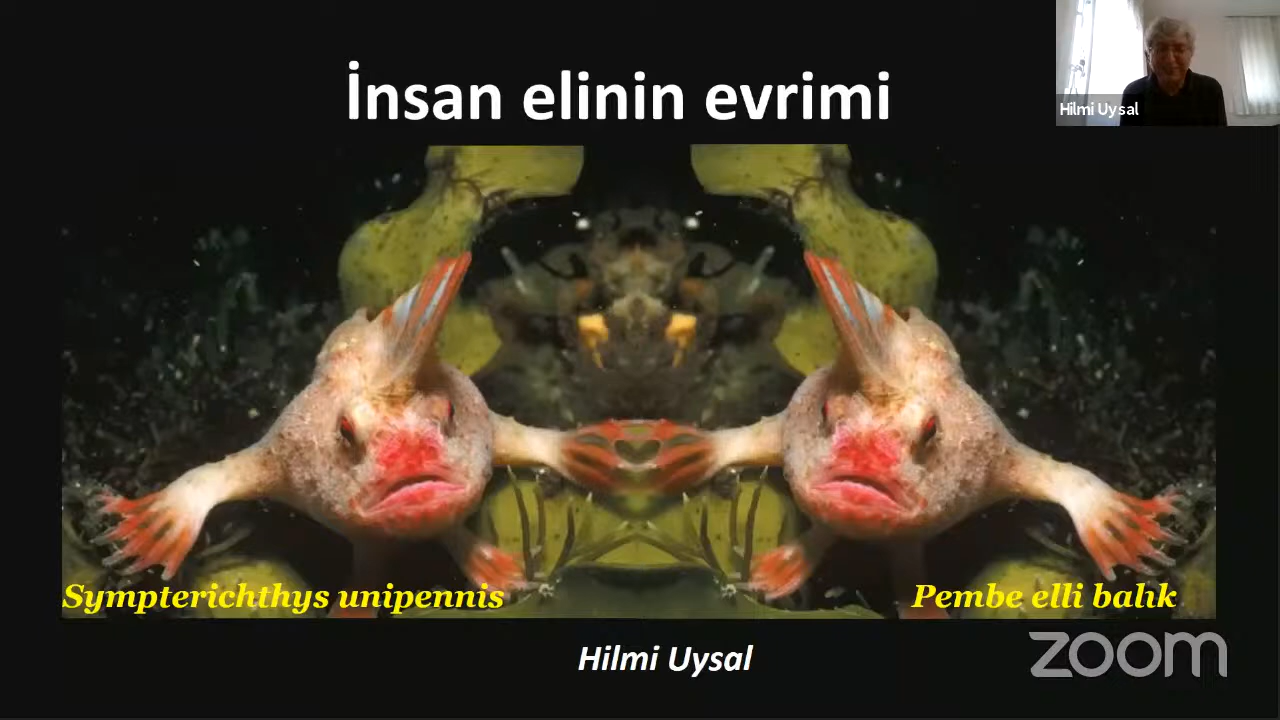 İnsan elinin evrimi
Hilmi Uysal
Sympterichthys unipennis
Pembe elli balık
Hilmi Uysal
zoom